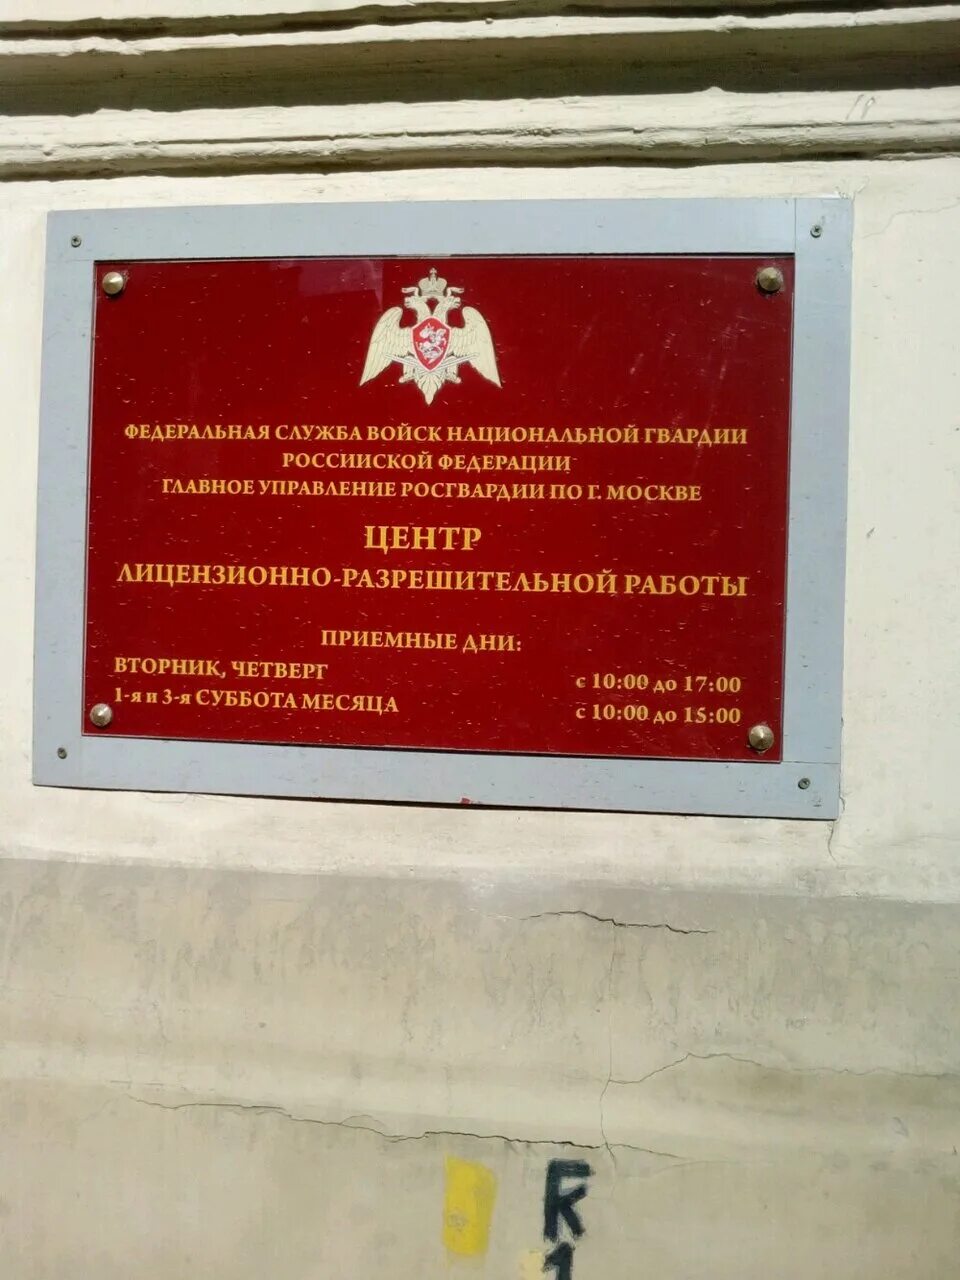 ФЕДЕРАЛЬНАЯ СЛУЖБА ВОЙСК НАЦИОНАЛЬНОЙ ГВАРДИИ
РОССИИСКОЙ ФЕДЕРАЦИИ
ГЛАВНОЕ УПРАВЛЕНИЕ РОСГВАРДИИ ПО Г. МОСКВЕ
ЦЕНТР
ЛИЦЕНЗИОННО-РАЗРЕШИТЕЛЬНОЙ РАБОТЫ
ПРИЕМНЫЕ ДНИ:
ВТОРНИК, ЧЕТВЕРГ с 10:00 до 17:00
1-я и 3-я СУББОТА МЕСЯЦА с 10:00 до 15:00
К
1